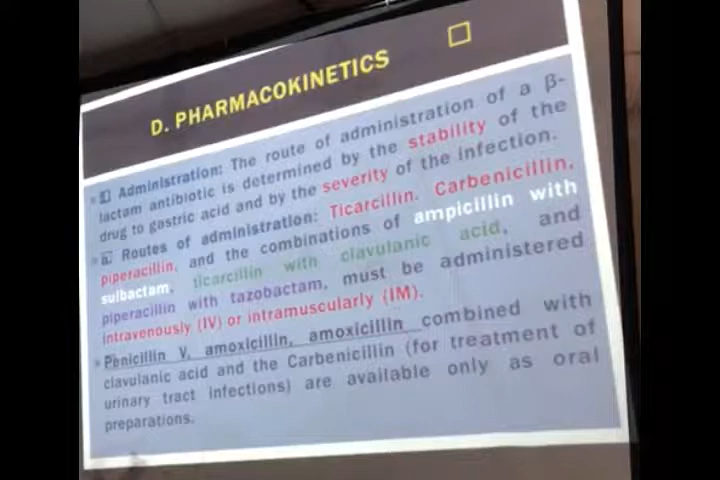 D. PHARMACOKINETICS
1 Administration: The route of administration of a β-
lactam antibiotic is determined by the stability of the
drug to gastric acid and by the severity of the infection.
a. Routes of administration: Ticarcillin, Carbenicillin,
piperacillin, and the combinations of ampicillin with
sulbactam, ticarcillin with clavulanic acid, and
piperacillin with tazobactam, must be administered
intravenously (IV) or intramuscularly (IM).
Penicillin V, amoxicillin, amoxicillin combined with
clavulanic acid and the Carbenicillin (for treatment of
urinary tract infections) are available only as oral
preparations.